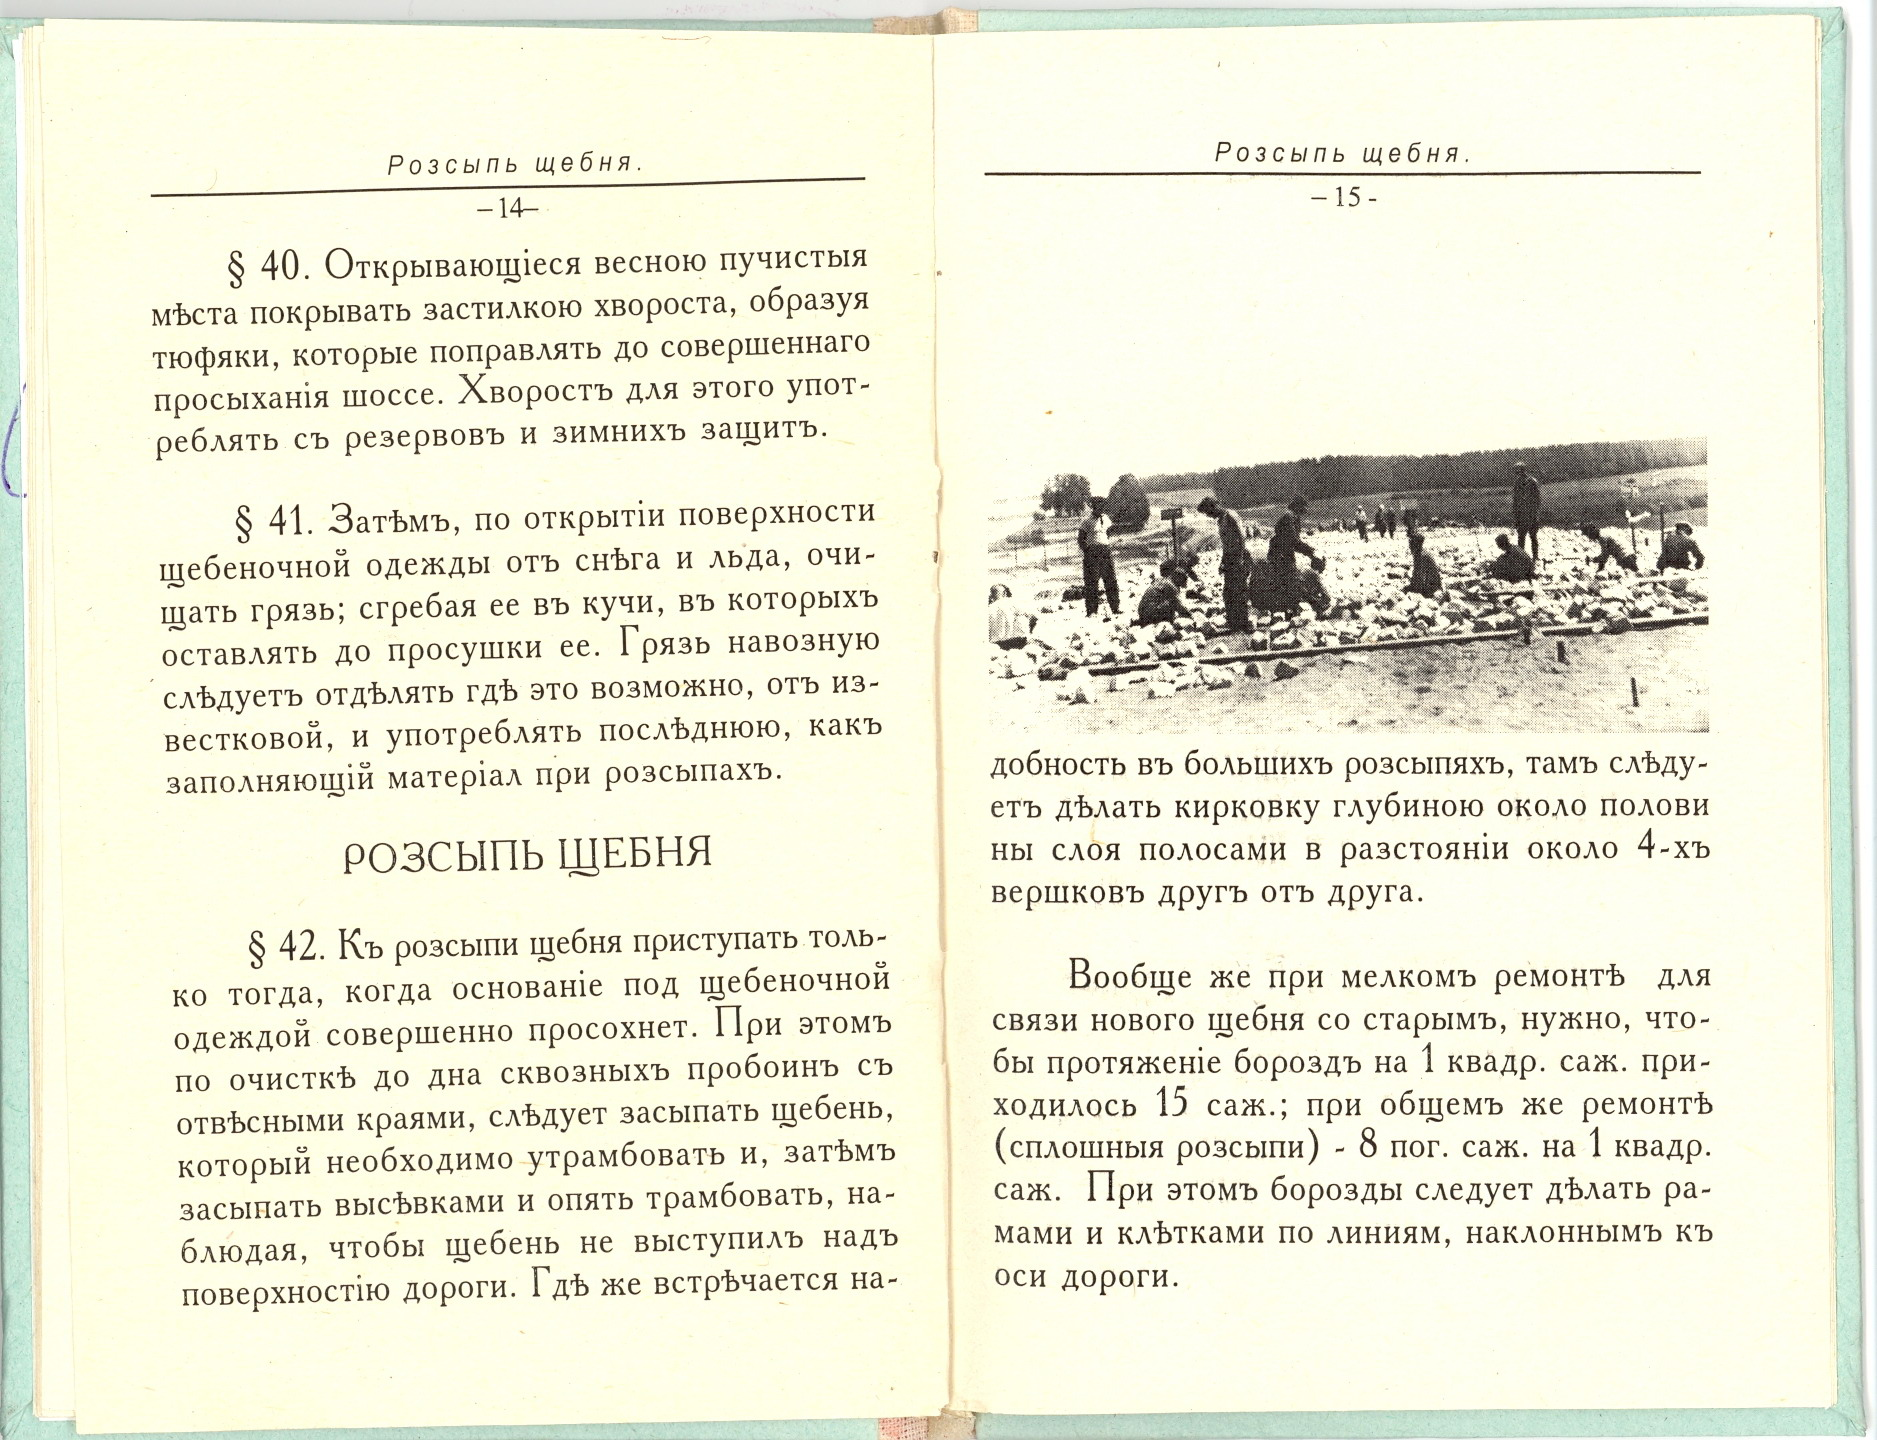 Розсыпь щебня.
–14–
§ 40. Открывающіеся весною пучистыя
мѣста покрывать застилкою хвороста, образуя
тюфяки, которые поправлять до совершеннаго
просыханія шоссе. Хворостъ для этого упот-
реблять съ резервовъ и зимнихъ защитъ.
§ 41. Затѣмъ, по открытіи поверхности
щебеночной одежды отъ снѣга и льда, очи-
щать грязь; сгребая ее въ кучи, въ которыхъ
оставлять до просушки ее. Грязь навозную
слѣдуетъ отдѣлять гдѣ это возможно, отъ из-
вестковой, и употреблять послѣднюю, какъ
заполняющій матеріал при розсыпахъ.
РОЗСЫПЬ ЩЕБНЯ
§ 42. Къ розсыпи щебня приступать толь-
ко тогда, когда основаніе под щебеночной
одеждой совершенно просохнет. При этомъ
по очисткѣ до дна сквозныхъ пробоинъ съ
отвѣсными краями, слѣдует засыпать щебень,
который необходимо утрамбовать и, затѣмъ
засыпать высѣвками и опять трамбовать, на-
блюдая, чтобы щебень не выступилъ надъ
поверхностію дороги. Гдѣ же встрѣчается на-
Розсыпь щебня.
–15-
добность въ большихъ розсыпяхъ, тамъ слѣду-
етъ дѣлать кирковку глубиною около полови
ны слоя полосами в разстояніи около 4-хъ
вершковъ другъ отъ друга.
Вообще же при мелкомъ ремонтѣ для
связи нового щебня со старымъ, нужно, что-
бы протяженіе бороздъ на 1 квадр. саж. при-
ходилось 15 саж.; при общемъ же ремонтѣ
(сплошныя розсыпи) - 8 пог. саж. на 1 квадр.
саж. При этомъ борозды следует дѣлать ра-
мами и клѣтками по линиям, наклоннымъ къ
оси дороги.